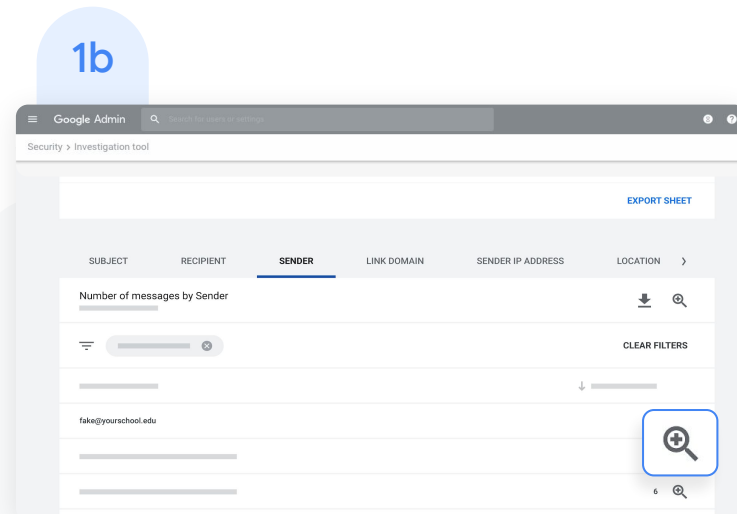 1b
Google Admin
Search for users or settings
Security > Investigation tool
EXPORT SHEET
SUBJECT RECIPIENT SENDER LINK DOMAIN SENDER IP ADDRESS LOCATION >
Number of messages by Sender
CLEAR FILTERS
fake@yourschool.edu
6